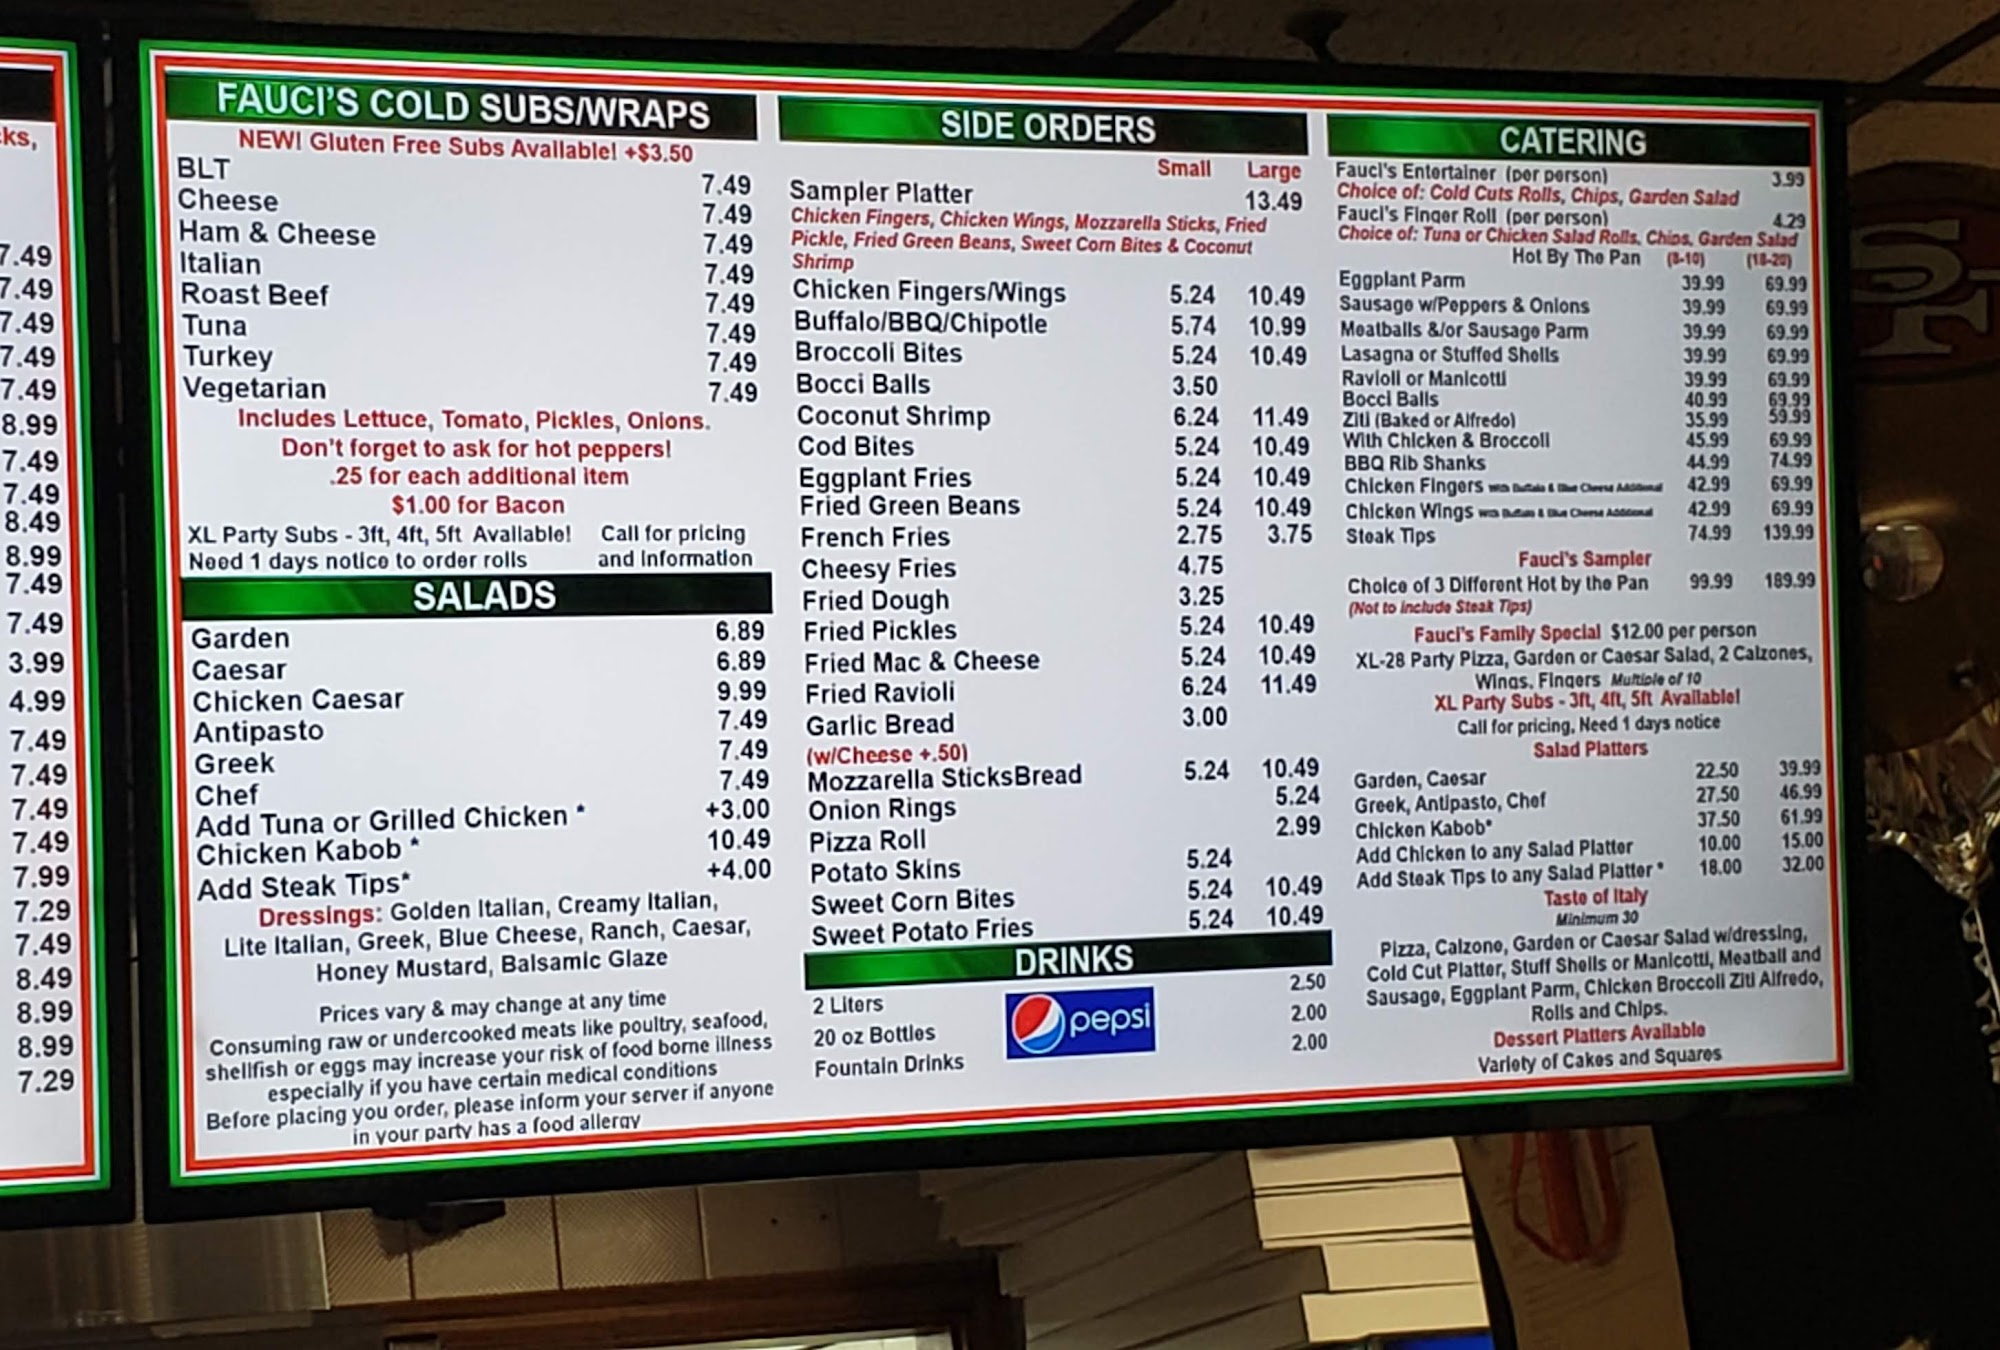 cks,
7.49
7.49
7.49
7.49
7.49
8.99
7.49
7.49
8.49
8.99
7.49
7.49
3.99
4.99
7.49
7.49
7.49
7.49
7.99
7.29
7.49
8.49
8.99
8.99
7.29
FAUCI'S COLD SUBS/WRAPS
NEW! Gluten Free Subs Available! +$3.50
BLT 7.49
Cheese 7.49
Ham & Cheese 7.49
Italian 7.49
Roast Beef 7.49
Tuna 7.49
Turkey 7.49
Vegetarian 7.49
Includes Lettuce, Tomato, Pickles, Onions.
Don't forget to ask for hot peppers!
.25 for each additional item
$1.00 for Bacon
XL Party Subs - 3ft, 4ft, 5ft Available! Call for pricing
Need 1 days notice to order rolls and Information
SALADS
Garden 6.89
Caesar 6.89
Chicken Caesar 9.99
Antipasto 7.49
Greek 7.49
Chef 7.49
Add Tuna or Grilled Chicken * +3.00
Chicken Kabob * 10.49
Add Steak Tips* +4.00
Dressings: Golden Italian, Creamy Italian,
Lite Italian, Greek, Blue Cheese, Ranch, Caesar,
Honey Mustard, Balsamic Glaze
Prices vary & may change at any time
Consuming raw or undercooked meats like poultry, seafood,
shellfish or eggs may increase your risk of food borne illness
especially if you have certain medical conditions
Before placing you order, please inform your server if anyone
in your party has a food allergy
SIDE ORDERS
Small Large
Sampler Platter 13.49
Chicken Fingers, Chicken Wings, Mozzarella Sticks, Fried
Pickle, Fried Green Beans, Sweet Corn Bites & Coconut
Shrimp
Chicken Fingers/Wings 5.24 10.49
Buffalo/BBQ/Chipotle 5.74 10.99
Broccoli Bites 5.24 10.49
Bocci Balls 3.50
Coconut Shrimp 6.24 11.49
Cod Bites 5.24 10.49
Eggplant Fries 5.24 10.49
Fried Green Beans 5.24 10.49
French Fries 2.75 3.75
Cheesy Fries 4.75
Fried Dough 3.25
Fried Pickles 5.24 10.49
Fried Mac & Cheese 5.24 10.49
Fried Ravioli 6.24 11.49
Garlic Bread 3.00
(w/Cheese +.50)
Mozzarella SticksBread 5.24 10.49
Onion Rings 5.24
Pizza Roll 2.99
Potato Skins 5.24
Sweet Corn Bites 5.24 10.49
Sweet Potato Fries 5.24 10.49
DRINKS
2 Liters 2.50
20 oz Bottles 2.00
Fountain Drinks 2.00
pepsi
CATERING
Fauci's Entertainer (per person) 3.99
Choice of: Cold Cuts Rolls, Chips, Garden Salad
Fauci's Finger Roll (per person) 4.29
Choice of: Tuna or Chicken Salad Rolls, Chips, Garden Salad
Hot By The Pan (8-10) (18-20)
Eggplant Parm 39.99 69.99
Sausage w/Peppers & Onions 39.99 69.99
Meatballs &/or Sausage Parm 39.99 69.99
Lasagna or Stuffed Shells 39.99 69.99
Ravioli or Manicotti 39.99 69.99
Bocci Balls 40.99 69.99
Ziti (Baked or Alfredo) 35.99 59.99
With Chicken & Broccoli 45.99 69.99
BBQ Rib Shanks 44.99 74.99
Chicken Fingers with Buffalo & Blue Cheese Additional 42.99 69.99
Chicken Wings with Buffalo & Blue Cheese Additional 42.99 69.99
Steak Tips 74.99 139.99
Fauci's Sampler
Choice of 3 Different Hot by the Pan 99.99 189.99
(Not to include Steak Tips)
Fauci's Family Special $12.00 per person
XL-28 Party Pizza, Garden or Caesar Salad, 2 Calzones,
Wings, Fingers Multiple of 10
XL Party Subs - 3ft, 4ft, 5ft Available!
Call for pricing, Need 1 days notice
Salad Platters
Garden, Caesar 22.50 39.99
Greek, Antipasto, Chef 27.50 46.99
Chicken Kabob* 37.50 61.99
Add Chicken to any Salad Platter 10.00 15.00
Add Steak Tips to any Salad Platter * 18.00 32.00
Taste of Italy
Minimum 30
Pizza, Calzone, Garden or Caesar Salad w/dressing,
Cold Cut Platter, Stuff Shells or Manicotti, Meatball and
Sausage, Eggplant Parm, Chicken Broccoli Ziti Alfredo,
Rolls and Chips.
Dessert Platters Available
Variety of Cakes and Squares
SF